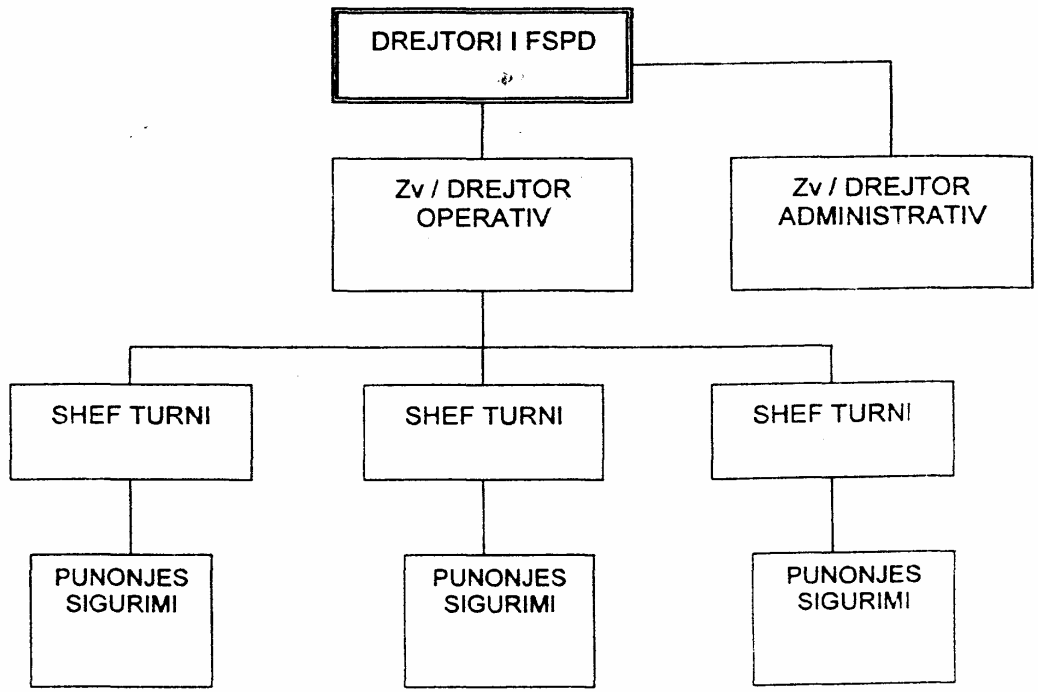 DREJTORI I FSPD
Zv / DREJTOR
OPERATIV
Zv / DREJTOR
ADMINISTRATIV
SHEF TURNI
SHEF TURNI
SHEF TURNI
PUNONJES
SIGURIMI
PUNONJES
SIGURIMI
PUNONJES
SIGURIMI